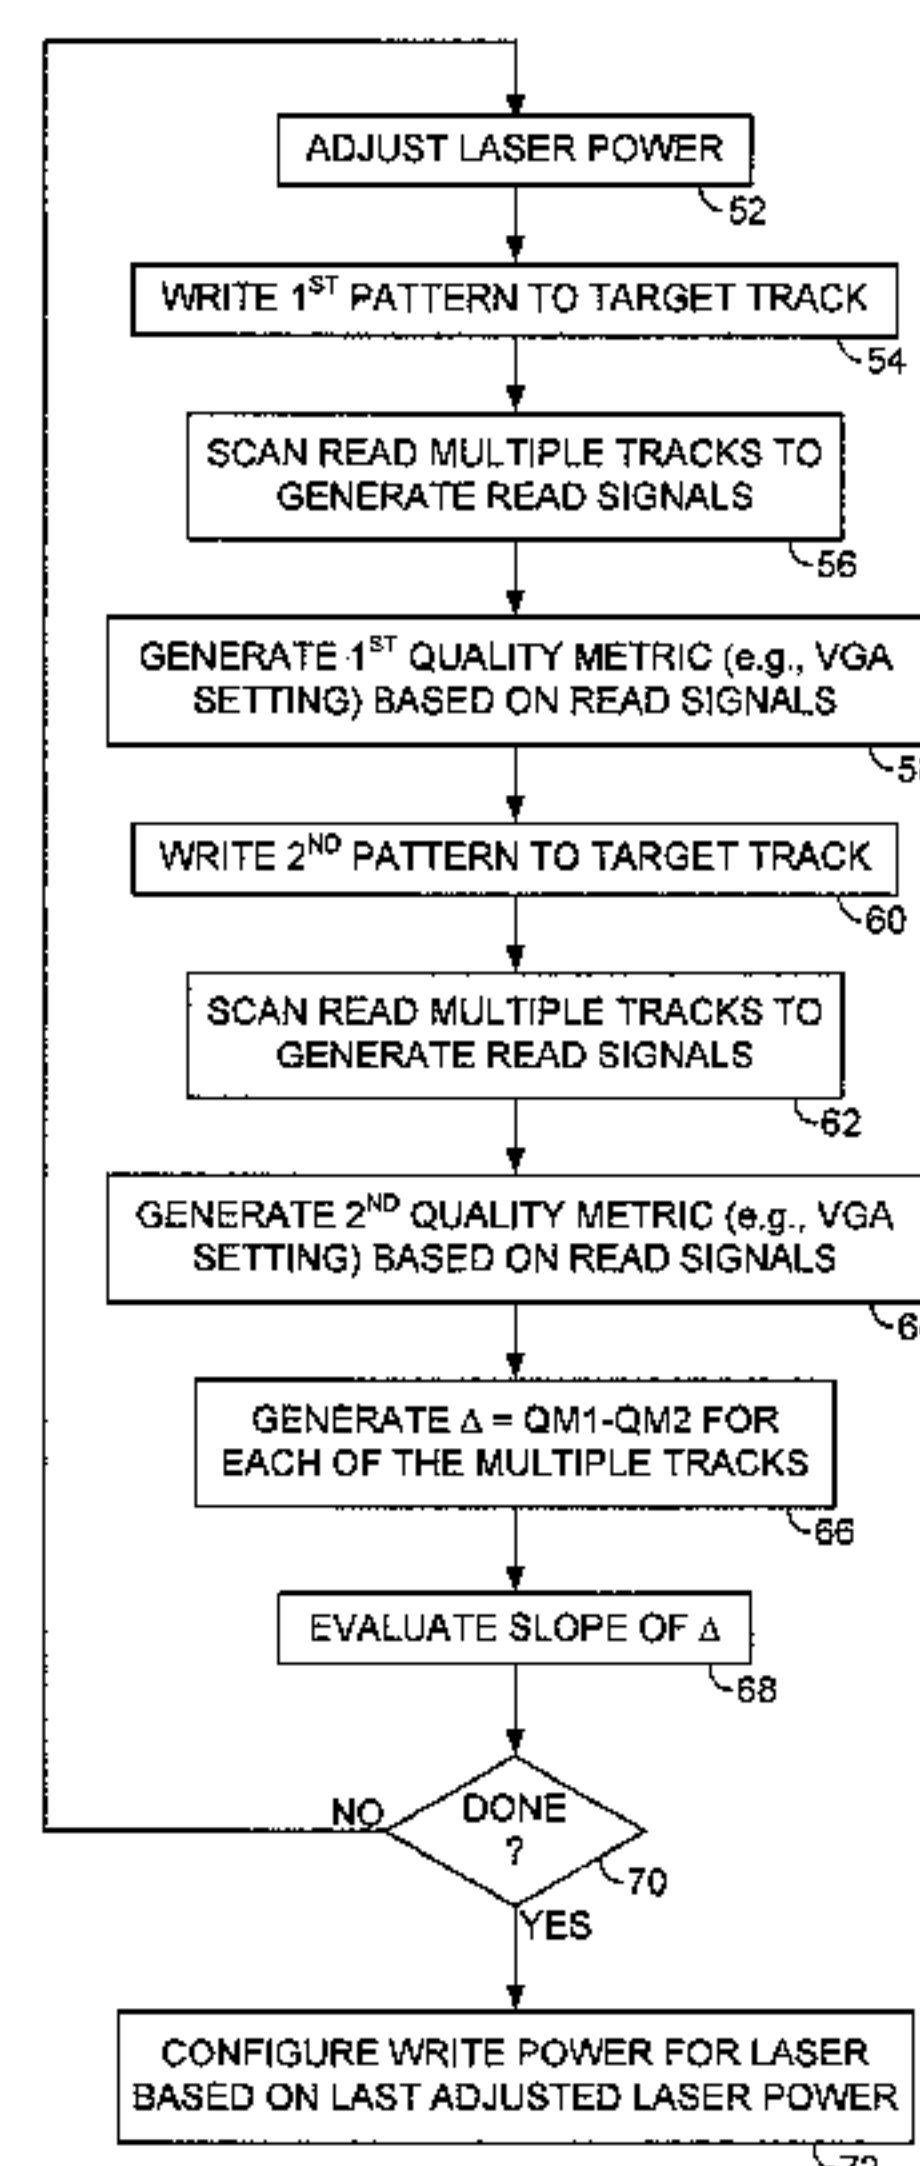 ADJUST LASER POWER
52
WRITE 1ST PATTERN TO TARGET TRACK
54
SCAN READ MULTIPLE TRACKS TO
GENERATE READ SIGNALS
56
GENERATE 1ST QUALITY METRIC (e.g., VGA
SETTING) BASED ON READ SIGNALS
WRITE 2ND PATTERN TO TARGET TRACK
60
SCAN READ MULTIPLE TRACKS TO
GENERATE READ SIGNALS
62
GENERATE 2ND QUALITY METRIC (e.g., VGA
SETTING) BASED ON READ SIGNALS
GENERATE Δ = QM1-QM2 FOR
EACH OF THE MULTIPLE TRACKS
66
EVALUATE SLOPE OF Δ
68
NO
DONE
?
70
YES
CONFIGURE WRITE POWER FOR LASER
BASED ON LAST ADJUSTED LASER POWER